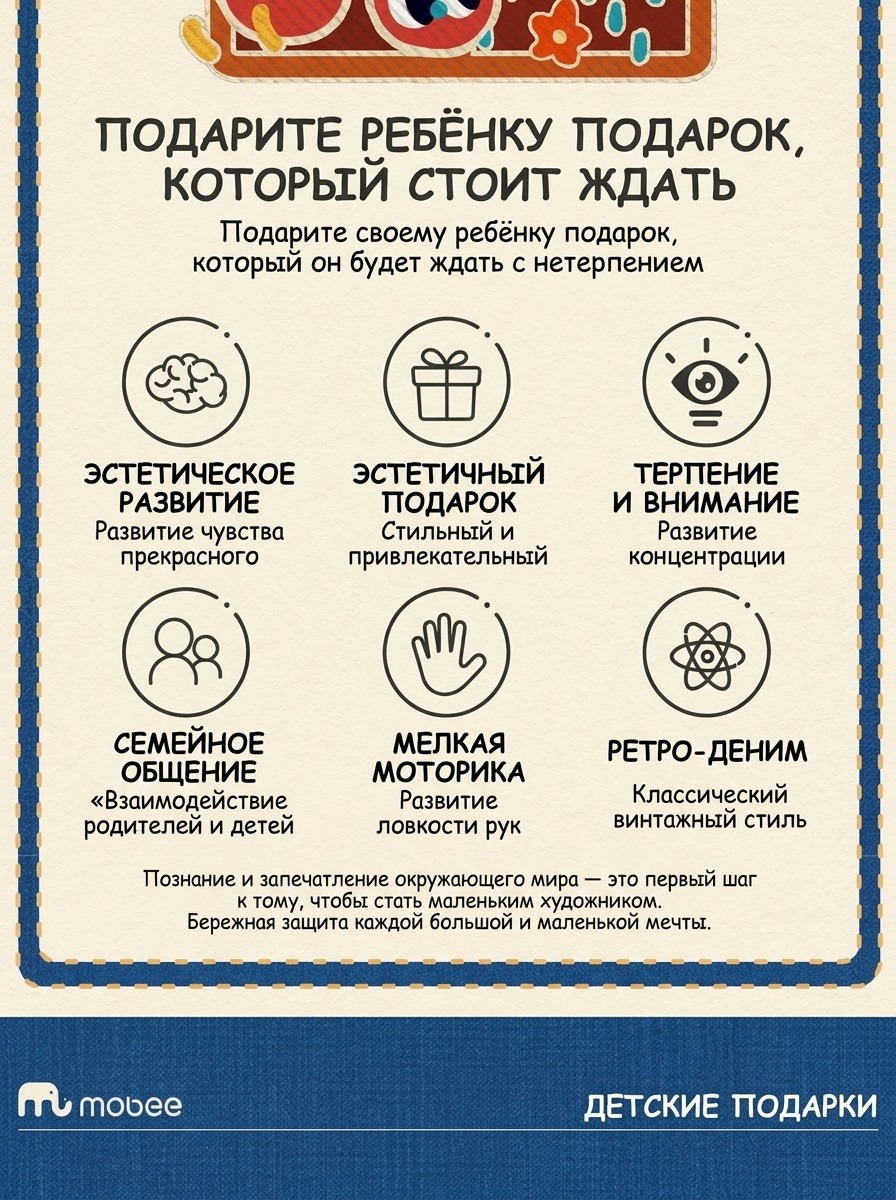 ПОДАРИТЕ РЕБЁНКУ ПОДАРОК,
КОТОРЫЙ СТОИТ ЖДАТЬ
Подарите своему ребёнку подарок,
который он будет ждать с нетерпением
ЭСТЕТИЧЕСКОЕ
РАЗВИТИЕ
Развитие чувства
прекрасного
ЭСТЕТИЧНЫЙ
ПОДАРОК
Стильный и
привлекательный
ТЕРПЕНИЕ
И ВНИМАНИЕ
Развитие
концентрации
СЕМЕЙНОЕ
ОБЩЕНИЕ
«Взаимодействие
родителей и детей
МЕЛКАЯ
МОТОРИКА
Развитие
ловкости рук
РЕТРО-ДЕНИМ
Классический
винтажный стиль
Познание и запечатление окружающего мира — это первый шаг
к тому, чтобы стать маленьким художником.
Бережная защита каждой большой и маленькой мечты.
mobee
ДЕТСКИЕ ПОДАРКИ